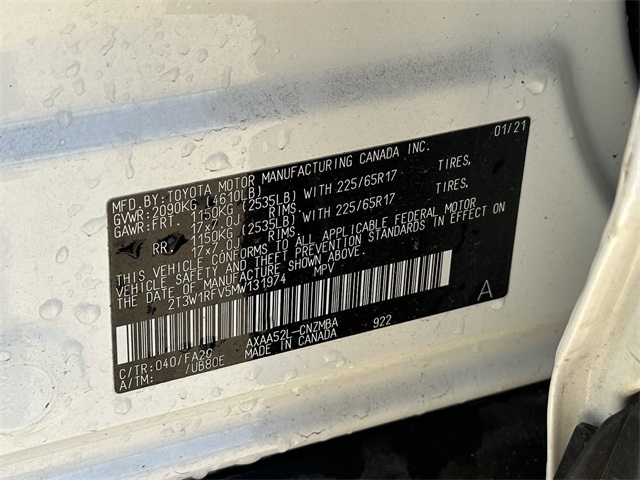 MFD.BY:TOYOTA MOTOR MANUFACTURING CANADA INC. 01/21
GVWR:2090KG (4610LB)
GAWR:FRT 1150KG (2535LB) WITH 225/65R17 TIRES,
17x7.0J RIMS,
RR 1150KG (2535LB) WITH 225/65R17 TIRES,
17x7.0J RIMS,
THIS VEHICLE CONFORMS TO ALL APPLICABLE FEDERAL MOTOR
VEHICLE SAFETY AND THEFT PREVENTION STANDARDS IN EFFECT ON
THE DATE OF MANUFACTURE SHOWN ABOVE.
2T3W1RFV5MW131974 MPV
A
C/TR:040/FA20 AXAA52L-CNZMBA 922
A/TM: /UB80E MADE IN CANADA